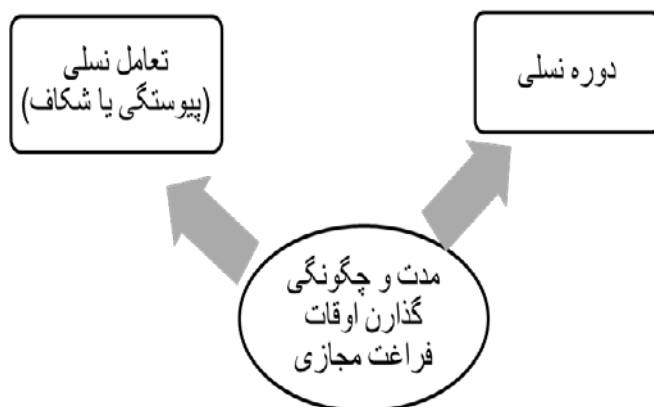 دوره نسلی
تعامل نسلی
(پیوستگی یا شکاف)
مدت و چگونگی
گذارن اوقات
فراغت مجازی